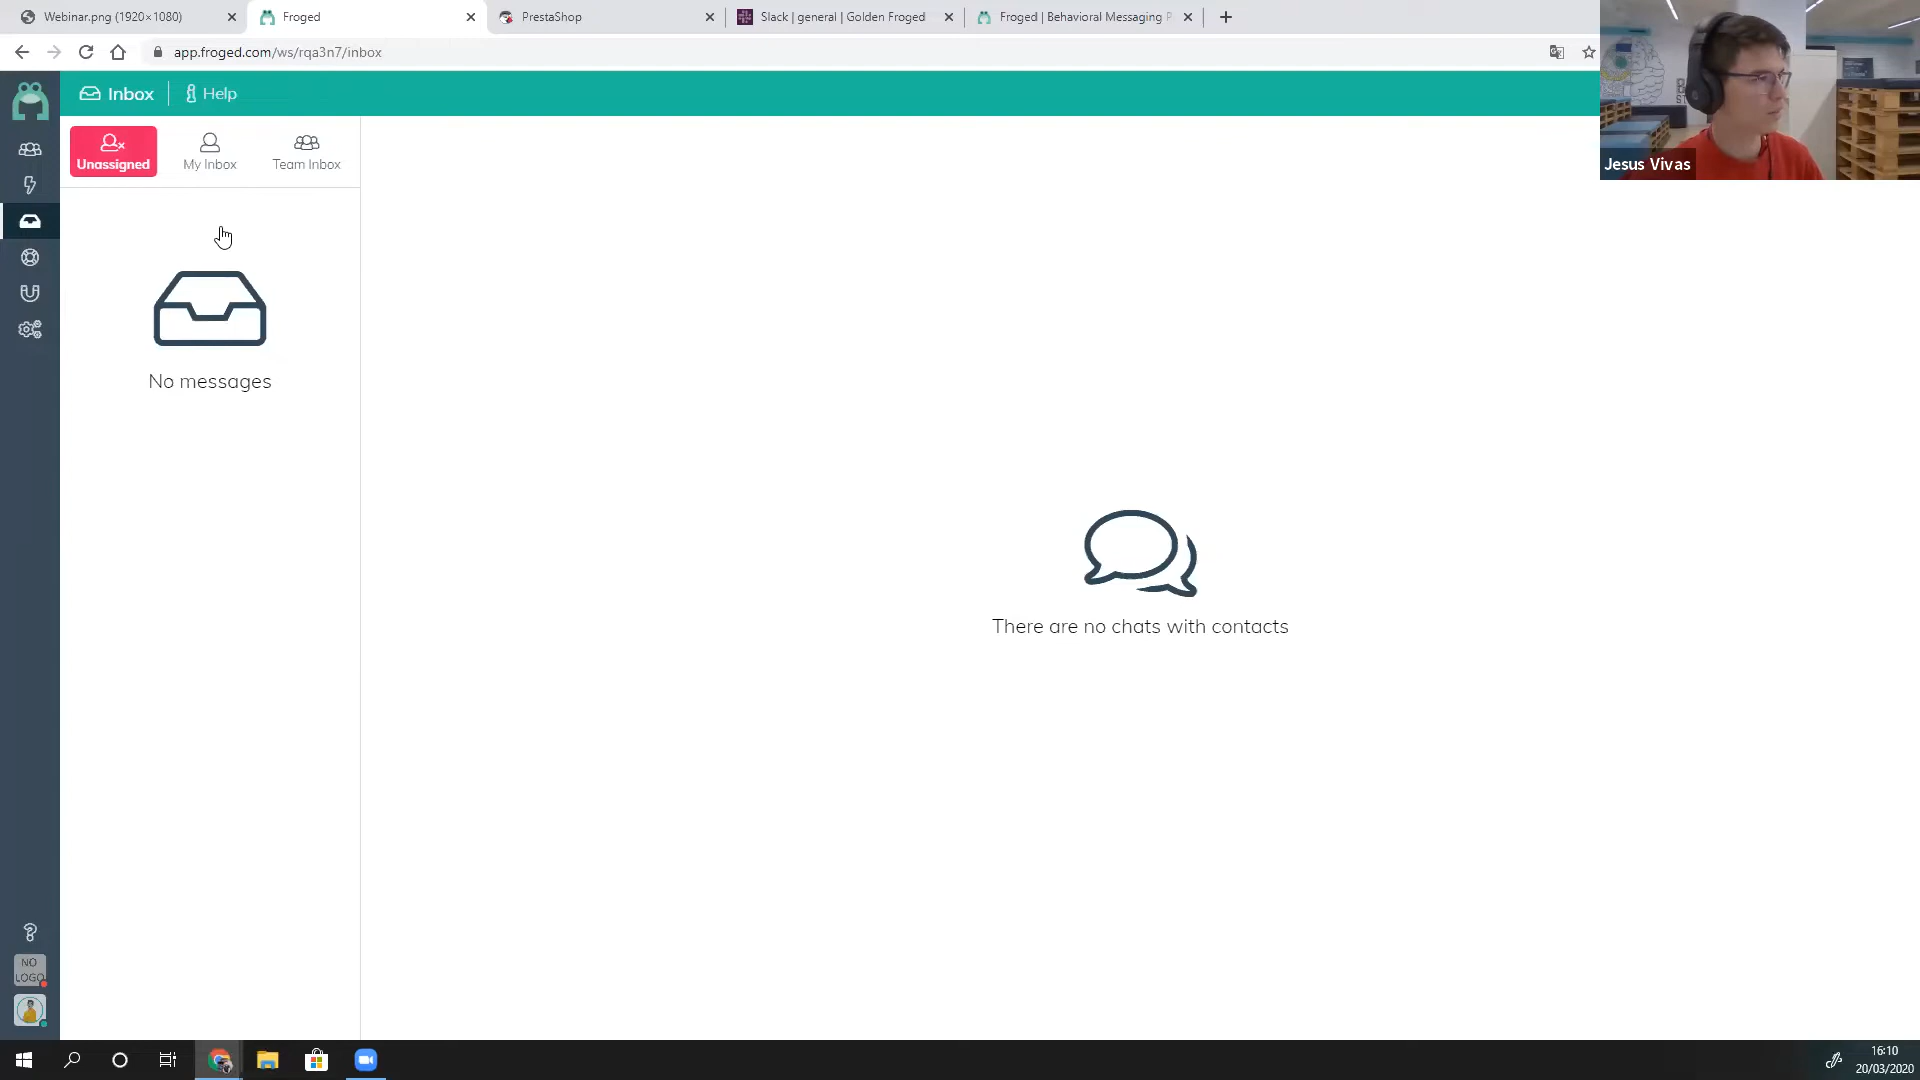 Webinar.png (1920×1080)
Froged
PrestaShop
Slack | general | Golden Froged
Froged | Behavioral Messaging P
app.froged.com/ws/rqa3n7/inbox
Inbox
Help
Unassigned
My Inbox
Team Inbox
Jesus Vivas
No messages
There are no chats with contacts
NO
LOGO
16:10
20/03/2020